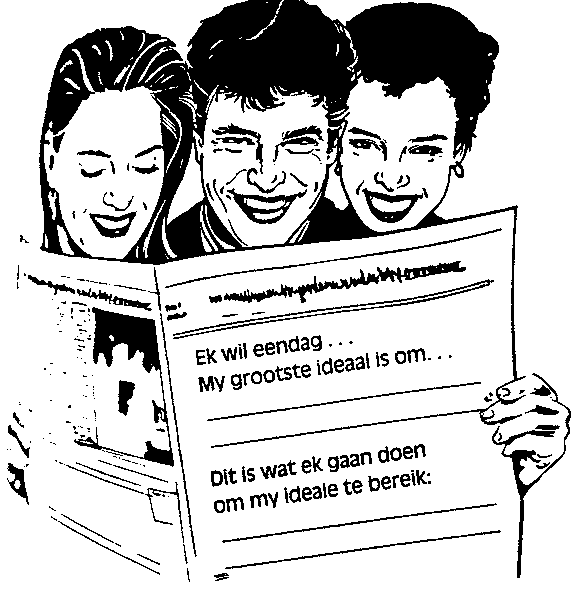 Ek wil eendag . . .
My grootste ideaal is om. . .
Dit is wat ek gaan doen
om my ideale te bereik: